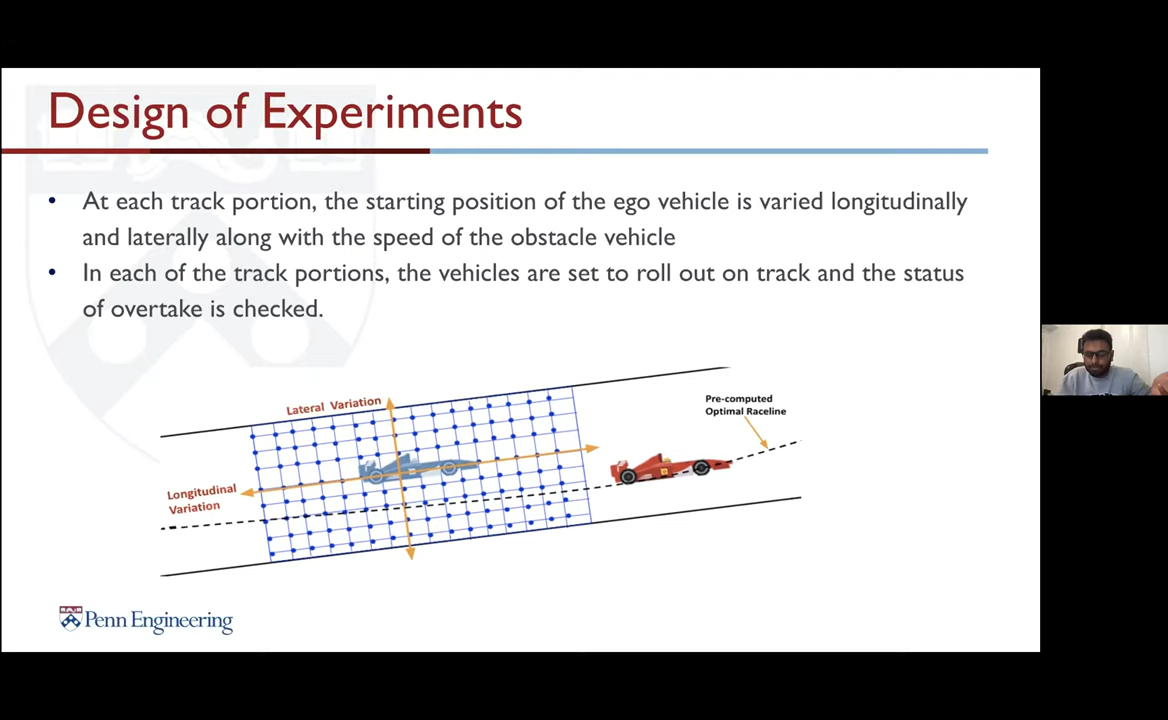 Design of Experiments
• At each track portion, the starting position of the ego vehicle is varied longitudinally
and laterally along with the speed of the obstacle vehicle
• In each of the track portions, the vehicles are set to roll out on track and the status
of overtake is checked.
Lateral Variation
Pre-computed
Optimal Raceline
Longitudinal
Variation
Penn Engineering